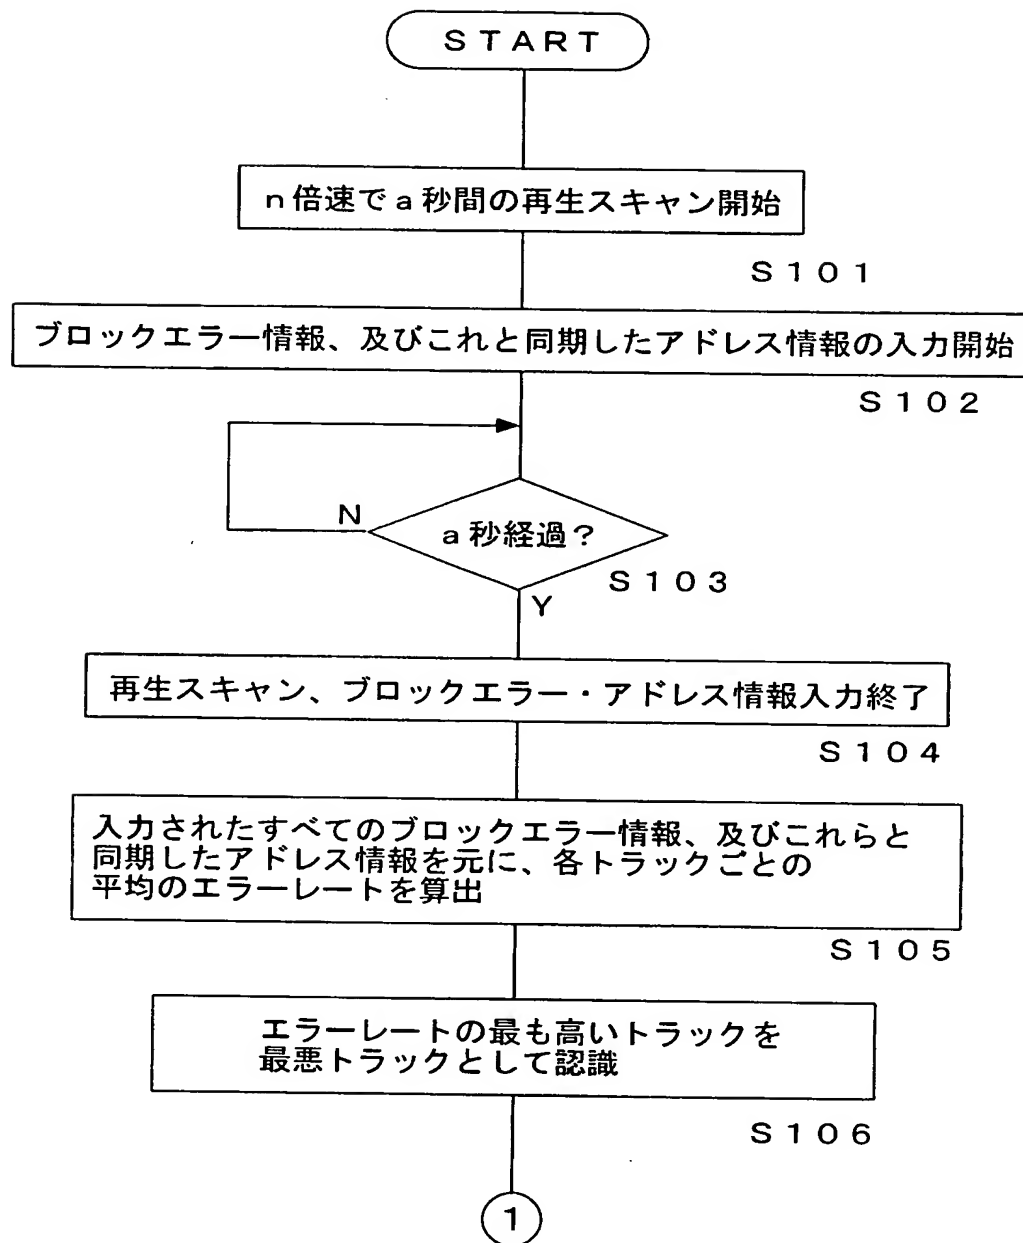 START
n倍速でa秒間の再生スキャン開始
S101
ブロックエラー情報、及びこれと同期したアドレス情報の入力開始
S102
N
a秒経過?
S103
Y
再生スキャン、ブロックエラー・アドレス情報入力終了
S104
入力されたすべてのブロックエラー情報、及びこれらと
同期したアドレス情報を元に、各トラックごとの
平均のエラーレートを算出
S105
エラーレートの最も高いトラックを
最悪トラックとして認識
S106
1